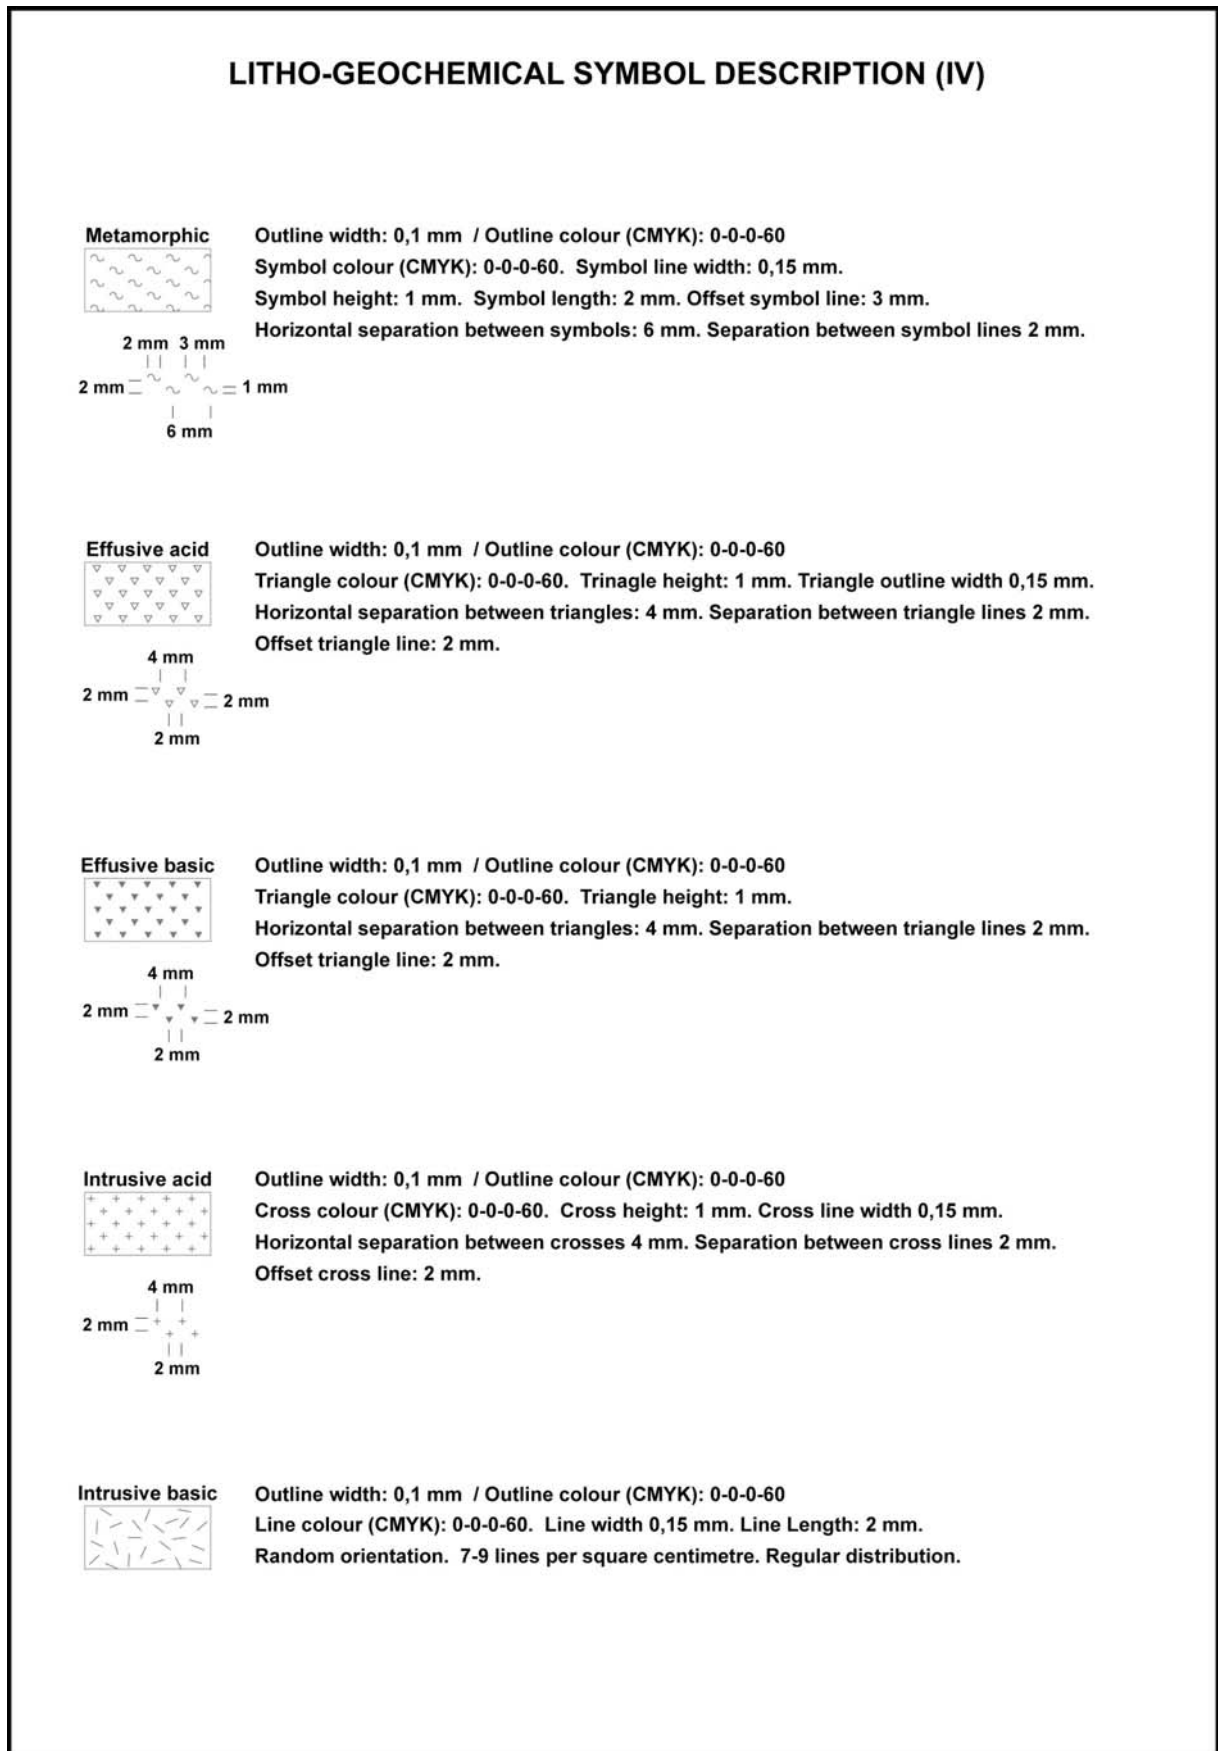 LITHO-GEOCHEMICAL SYMBOL DESCRIPTION (IV)
Metamorphic
Outline width: 0,1 mm / Outline colour (CMYK): 0-0-0-60
Symbol colour (CMYK): 0-0-0-60. Symbol line width: 0,15 mm.
Symbol height: 1 mm. Symbol length: 2 mm. Offset symbol line: 3 mm.
Horizontal separation between symbols: 6 mm. Separation between symbol lines 2 mm.
2 mm 3 mm
2 mm 1 mm
6 mm
Effusive acid
Outline width: 0,1 mm / Outline colour (CMYK): 0-0-0-60
Triangle colour (CMYK): 0-0-0-60. Trinagle height: 1 mm. Triangle outline width 0,15 mm.
Horizontal separation between triangles: 4 mm. Separation between triangle lines 2 mm.
Offset triangle line: 2 mm.
4 mm
2 mm 2 mm
2 mm
Effusive basic
Outline width: 0,1 mm / Outline colour (CMYK): 0-0-0-60
Triangle colour (CMYK): 0-0-0-60. Triangle height: 1 mm.
Horizontal separation between triangles: 4 mm. Separation between triangle lines 2 mm.
Offset triangle line: 2 mm.
4 mm
2 mm 2 mm
2 mm
Intrusive acid
Outline width: 0,1 mm / Outline colour (CMYK): 0-0-0-60
Cross colour (CMYK): 0-0-0-60. Cross height: 1 mm. Cross line width 0,15 mm.
Horizontal separation between crosses 4 mm. Separation between cross lines 2 mm.
Offset cross line: 2 mm.
4 mm
2 mm
2 mm
Intrusive basic
Outline width: 0,1 mm / Outline colour (CMYK): 0-0-0-60
Line colour (CMYK): 0-0-0-60. Line width 0,15 mm. Line Length: 2 mm.
Random orientation. 7-9 lines per square centimetre. Regular distribution.